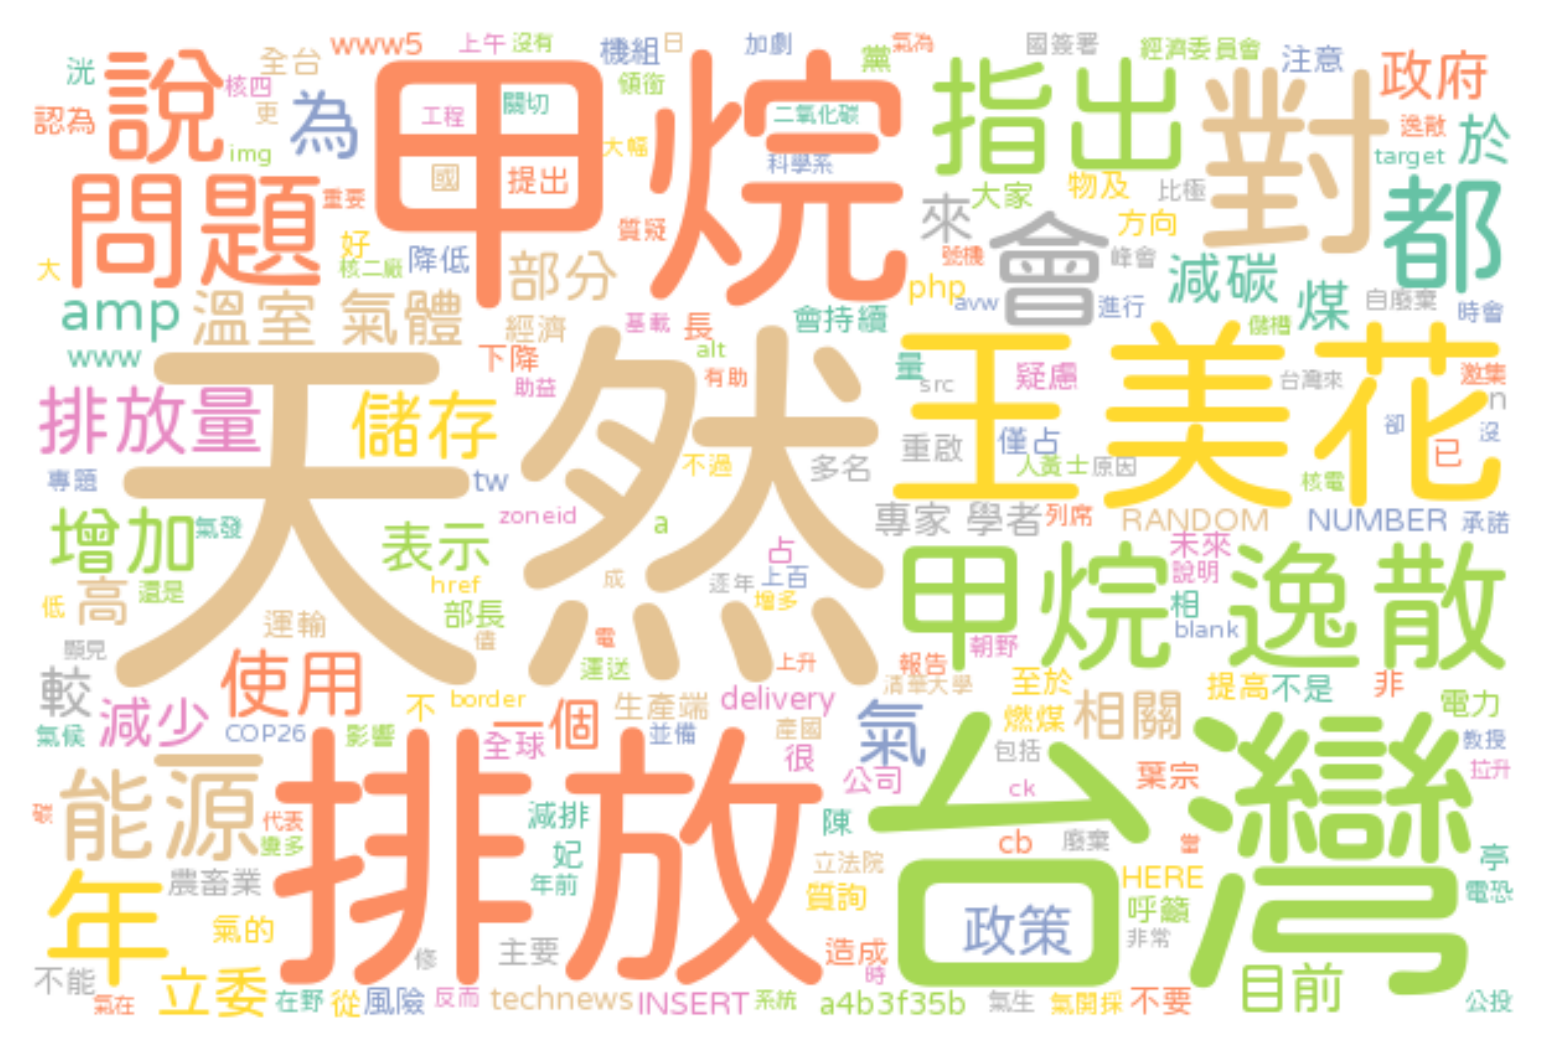 www5
上午
沒有
機組
日
加劇
黨
氣為
國簽署
經濟委員會
注意
政府
洸
說
全台
核四
更
為
甲烷
領銜
指出
對
認為
img
工程
關切
大幅
二氧化碳
科學系
逸散
target
於
問題
重要
國
提出
質疑
來
大家
物及
比極
方向
都
大
好
核二廠
降低
部分
號機
會
峰會
減碳
煤
自廢棄
時會
amp
溫室 氣體
經濟
基載
長
會持續
php
avw
進行
儲槽
www
下降
助益
alt
有助
量
src
疑慮
台灣來
邀集
n
排放量
儲存
天然
王美花
卻
沒
已
專題
tw
不過
多名
重啟
僅占
人黃士
原因
核電
增加
氣發
表示
zoneid
a
專家 學者
列席
RANDOM
NUMBER
承諾
占
甲烷 逸散
未來
說明
低
高
還是
href
部長
成
逐年
上百
增多
相
blank
運輸
值
電
朝野
顯見
較
使用
運送
上升
報告
清華大學
至於
提高
不是
非
電力
減少
不
border
生產端
delivery
氣候
COP26
影響
全球
一個
並備
產國
氣
燃煤
相關
包括
教授
很
公司
葉宗
拉升
能源
排放
台灣
ck
代表
變多
減排
陳
cb
廢棄
妃
立法院
亭
農畜業
年前
質詢
HERE
電恐
年
氣的
政策
呼籲
非常
不能
修
主要
造成
時
目前
氣在
立委
在野
從
風險
反而
technews
INSERT
系統
a4b3f35b
氣生
氣開採
不要
公投